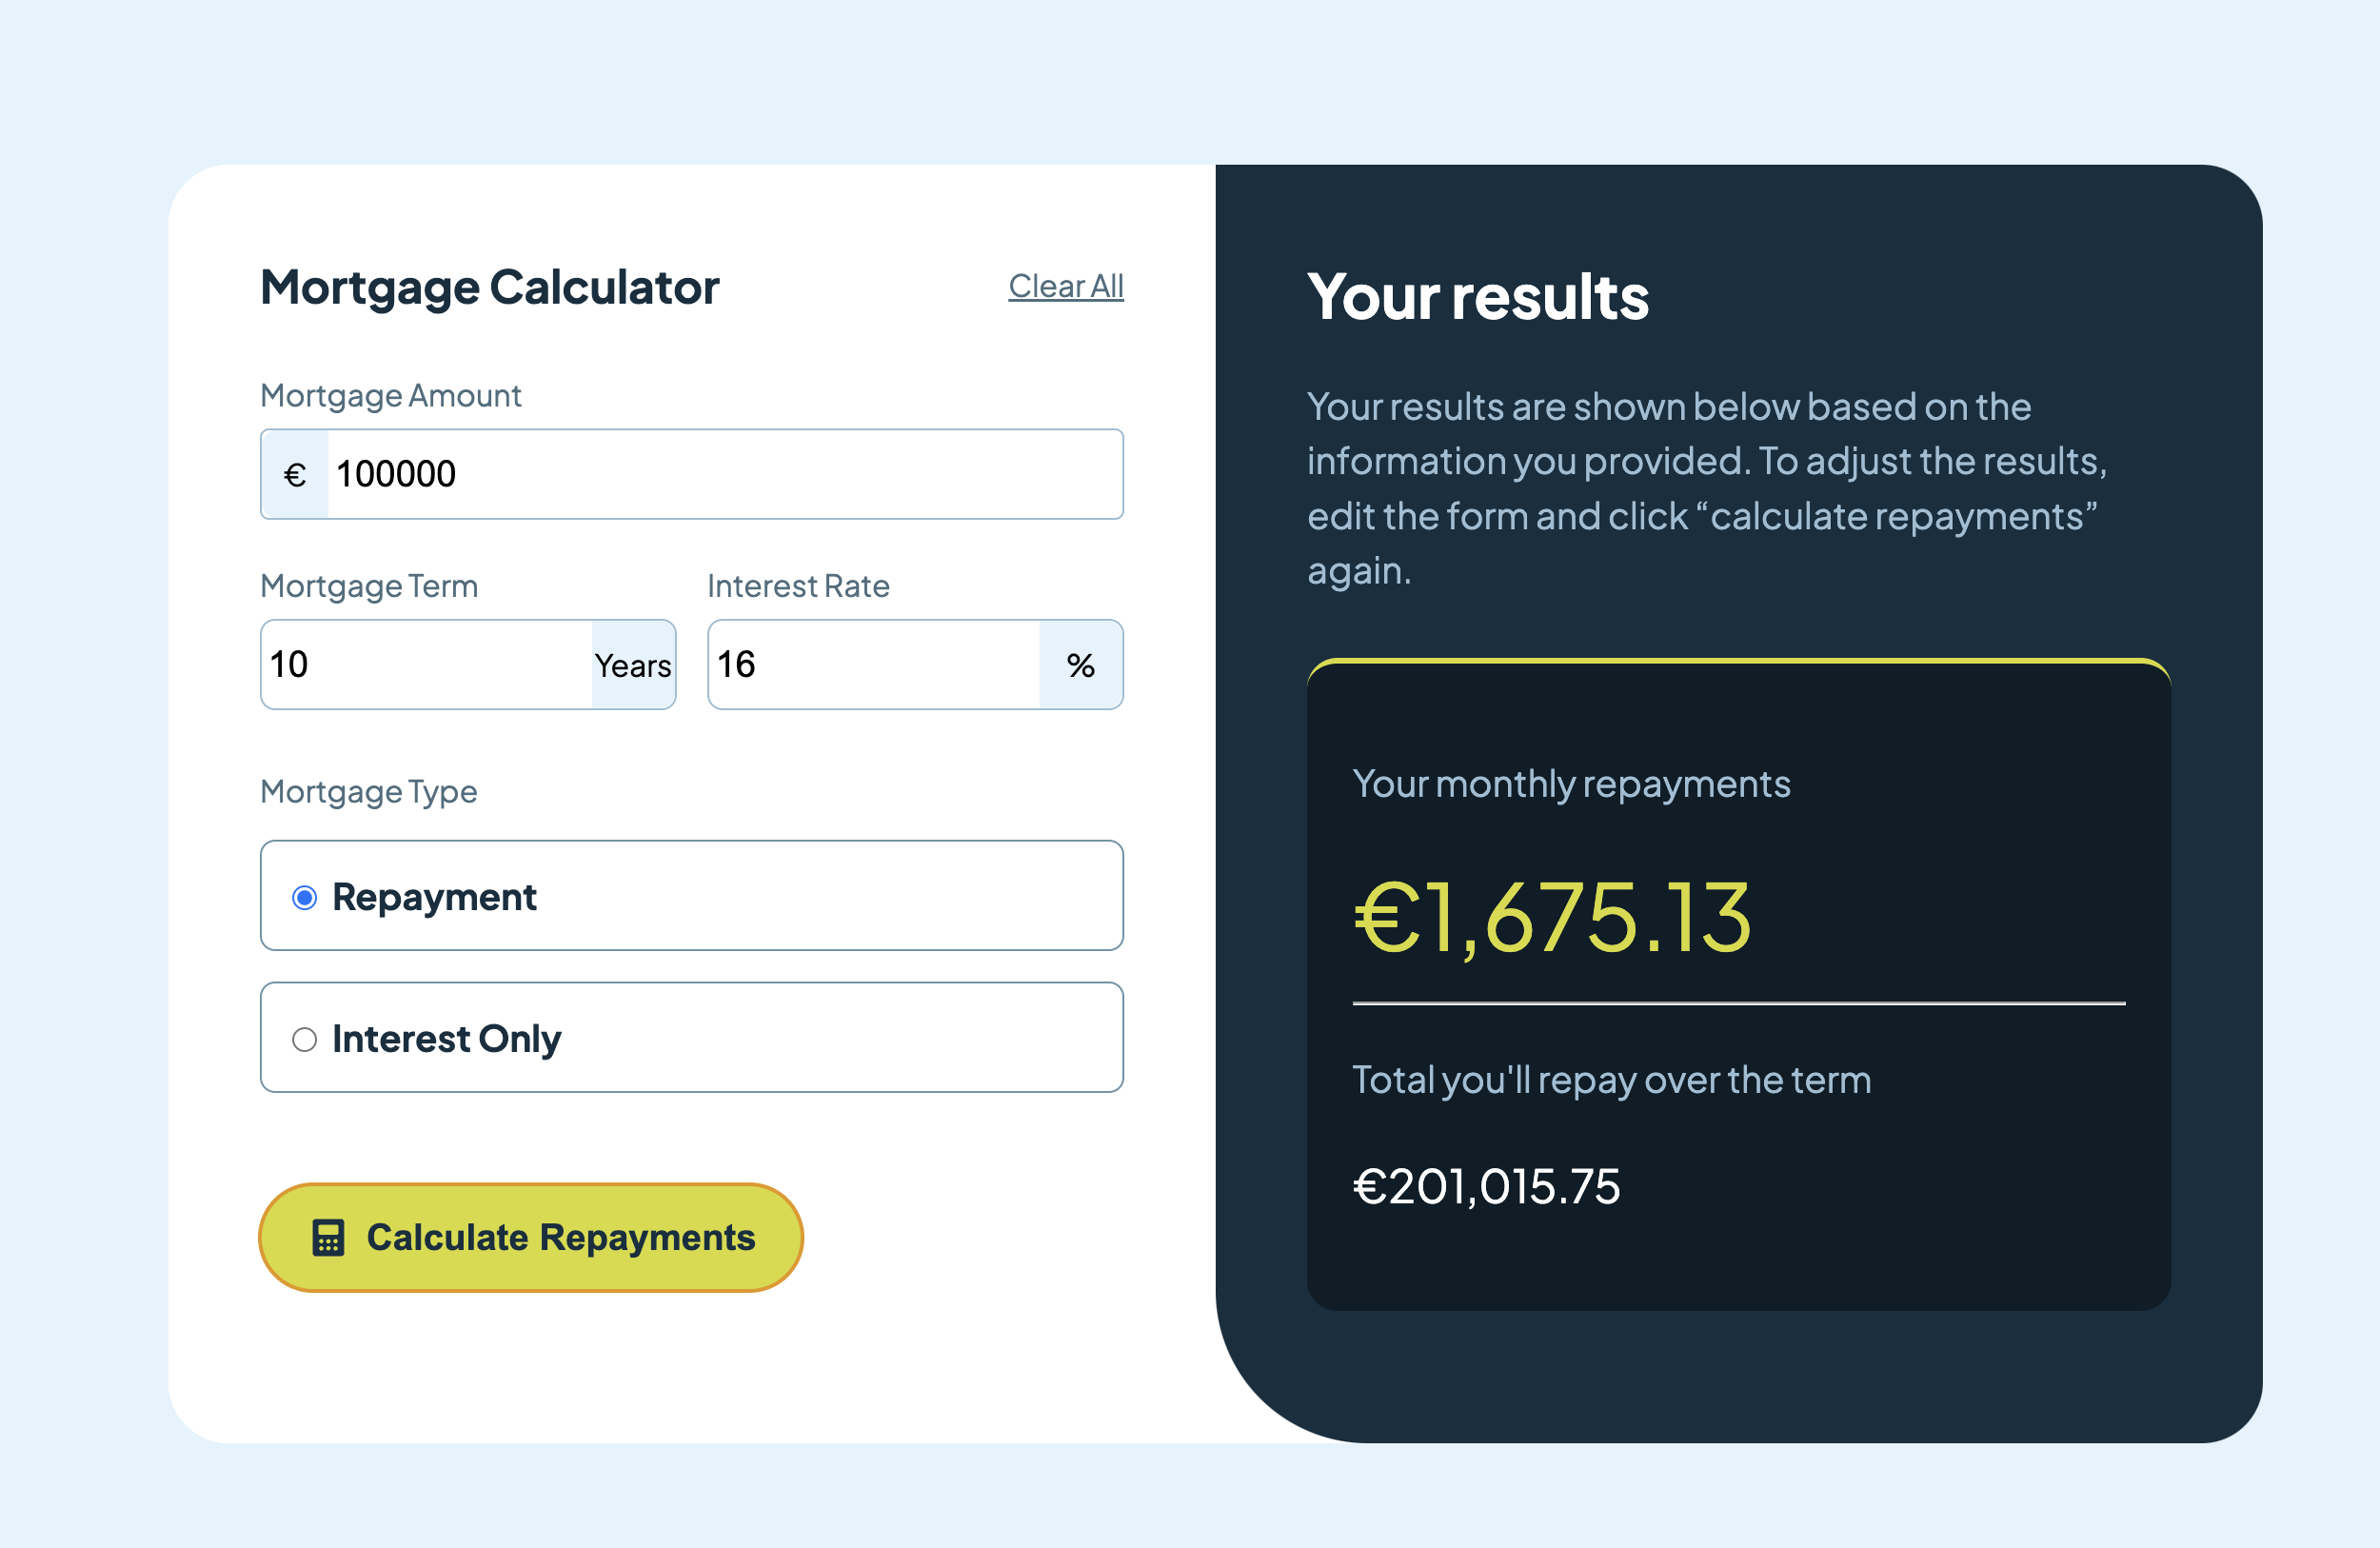 Mortgage Calculator
Clear All
Mortgage Amount
€ 100000
Mortgage Term
10 Years
Interest Rate
16 %
Mortgage Type
Repayment
Interest Only
Calculate Repayments
Your results
Your results are shown below based on the
information you provided. To adjust the results,
edit the form and click “calculate repayments”
again.
Your monthly repayments
€1,675.13
Total you'll repay over the term
€201,015.75